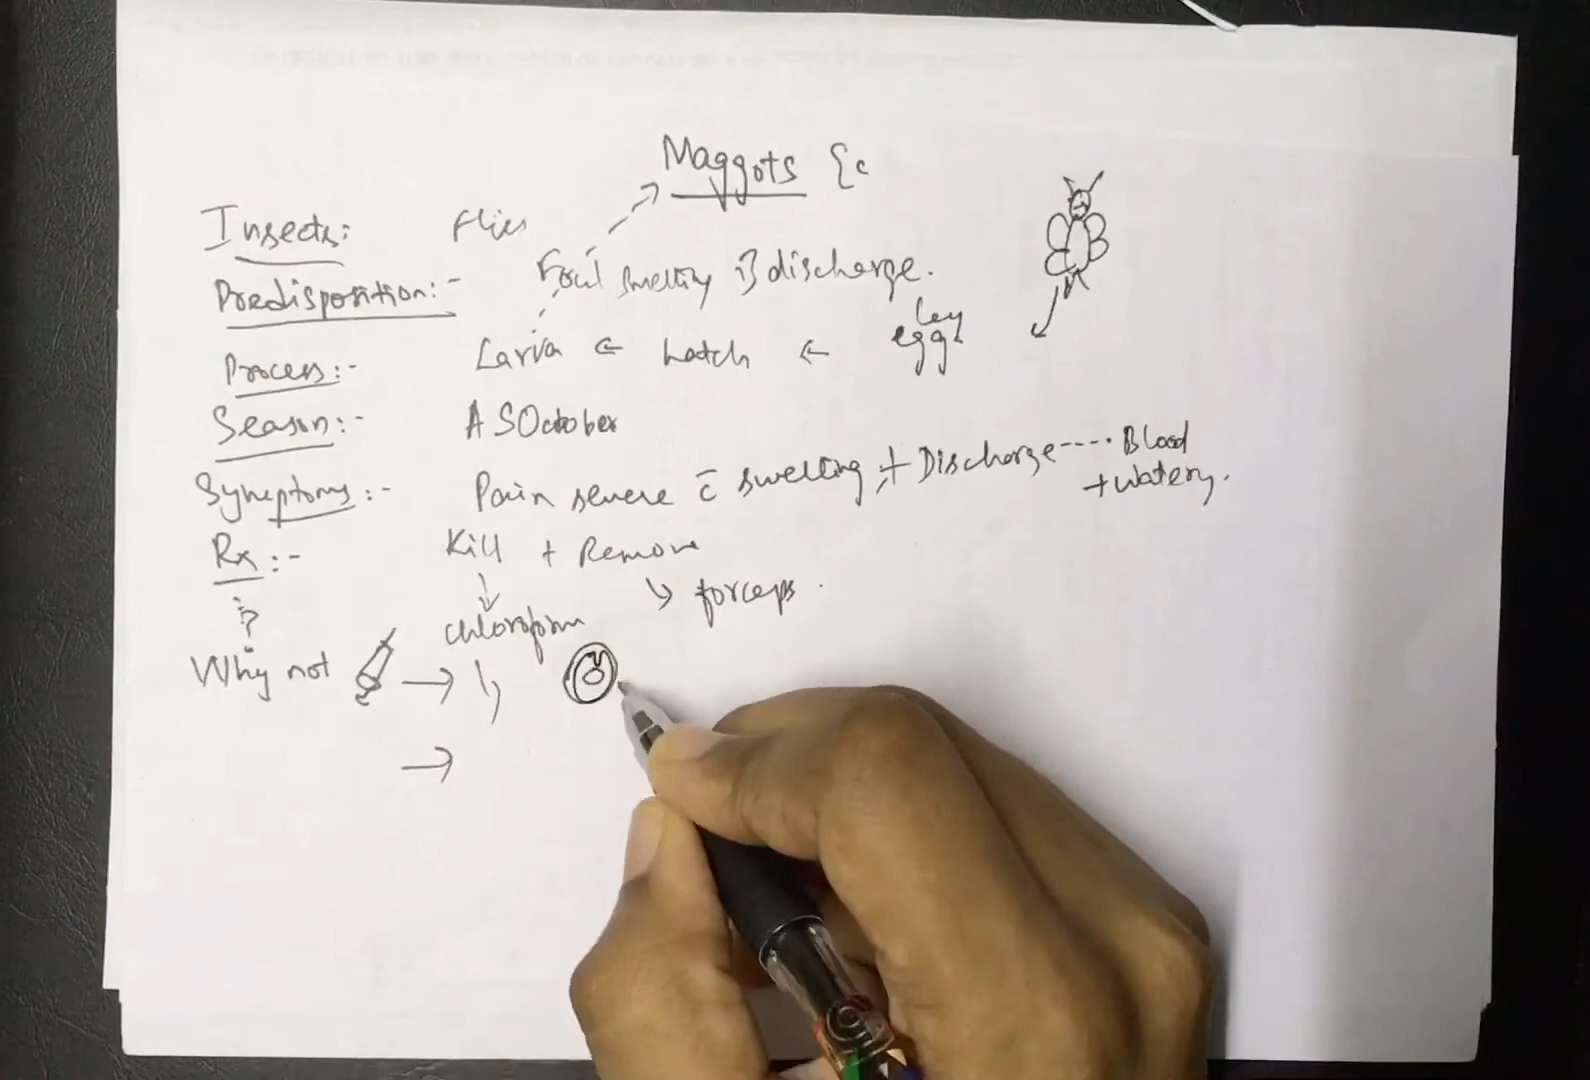 Maggots {c
Insects: Flies
Predisposition:- Foul smelling discharge.
Process:- Larva ← hatch ← lay eggs
Season:- ASOctober
Symptoms:- Pain severe c̄ swelling + Discharge ---- Blood
+ watery.
Rx:- Kill + Remove
↓ ↳ forceps.
? chloroform
Why not → ))
→